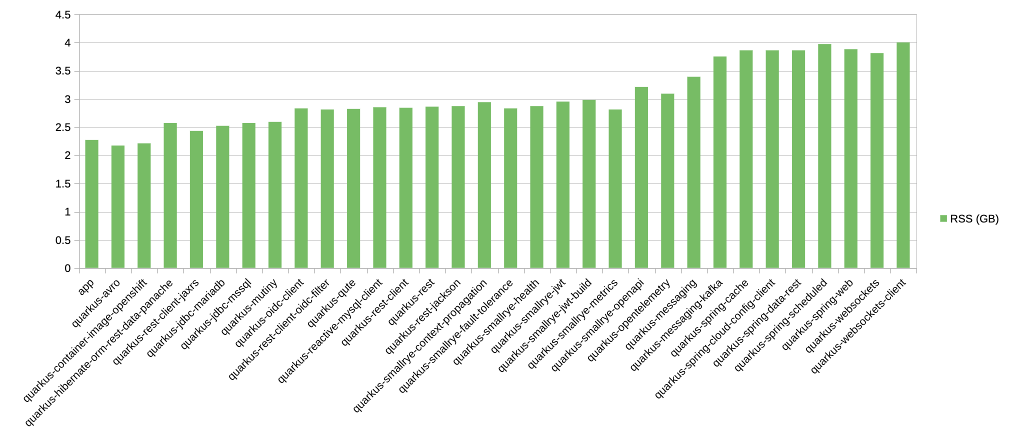 4.5
4
3.5
3
2.5
2
1.5
1
0.5
0
app
quarkus-avro
quarkus-container-image-openshift
quarkus-hibernate-orm-rest-data-panache
quarkus-rest-client-jaxrs
quarkus-jdbc-mariadb
quarkus-jdbc-mssql
quarkus-mutiny
quarkus-oidc-client
quarkus-rest-client-oidc-filter
quarkus-qute
quarkus-reactive-mysql-client
quarkus-rest-client
quarkus-rest
quarkus-rest-jackson
quarkus-smallrye-context-propagation
quarkus-smallrye-fault-tolerance
quarkus-smallrye-health
quarkus-smallrye-jwt
quarkus-smallrye-jwt-build
quarkus-smallrye-metrics
quarkus-smallrye-openapi
quarkus-opentelemetry
quarkus-messaging
quarkus-messaging-kafka
quarkus-spring-cache
quarkus-spring-cloud-config-client
quarkus-spring-data-rest
quarkus-spring-scheduled
quarkus-spring-web
quarkus-websockets
quarkus-websockets-client
RSS (GB)